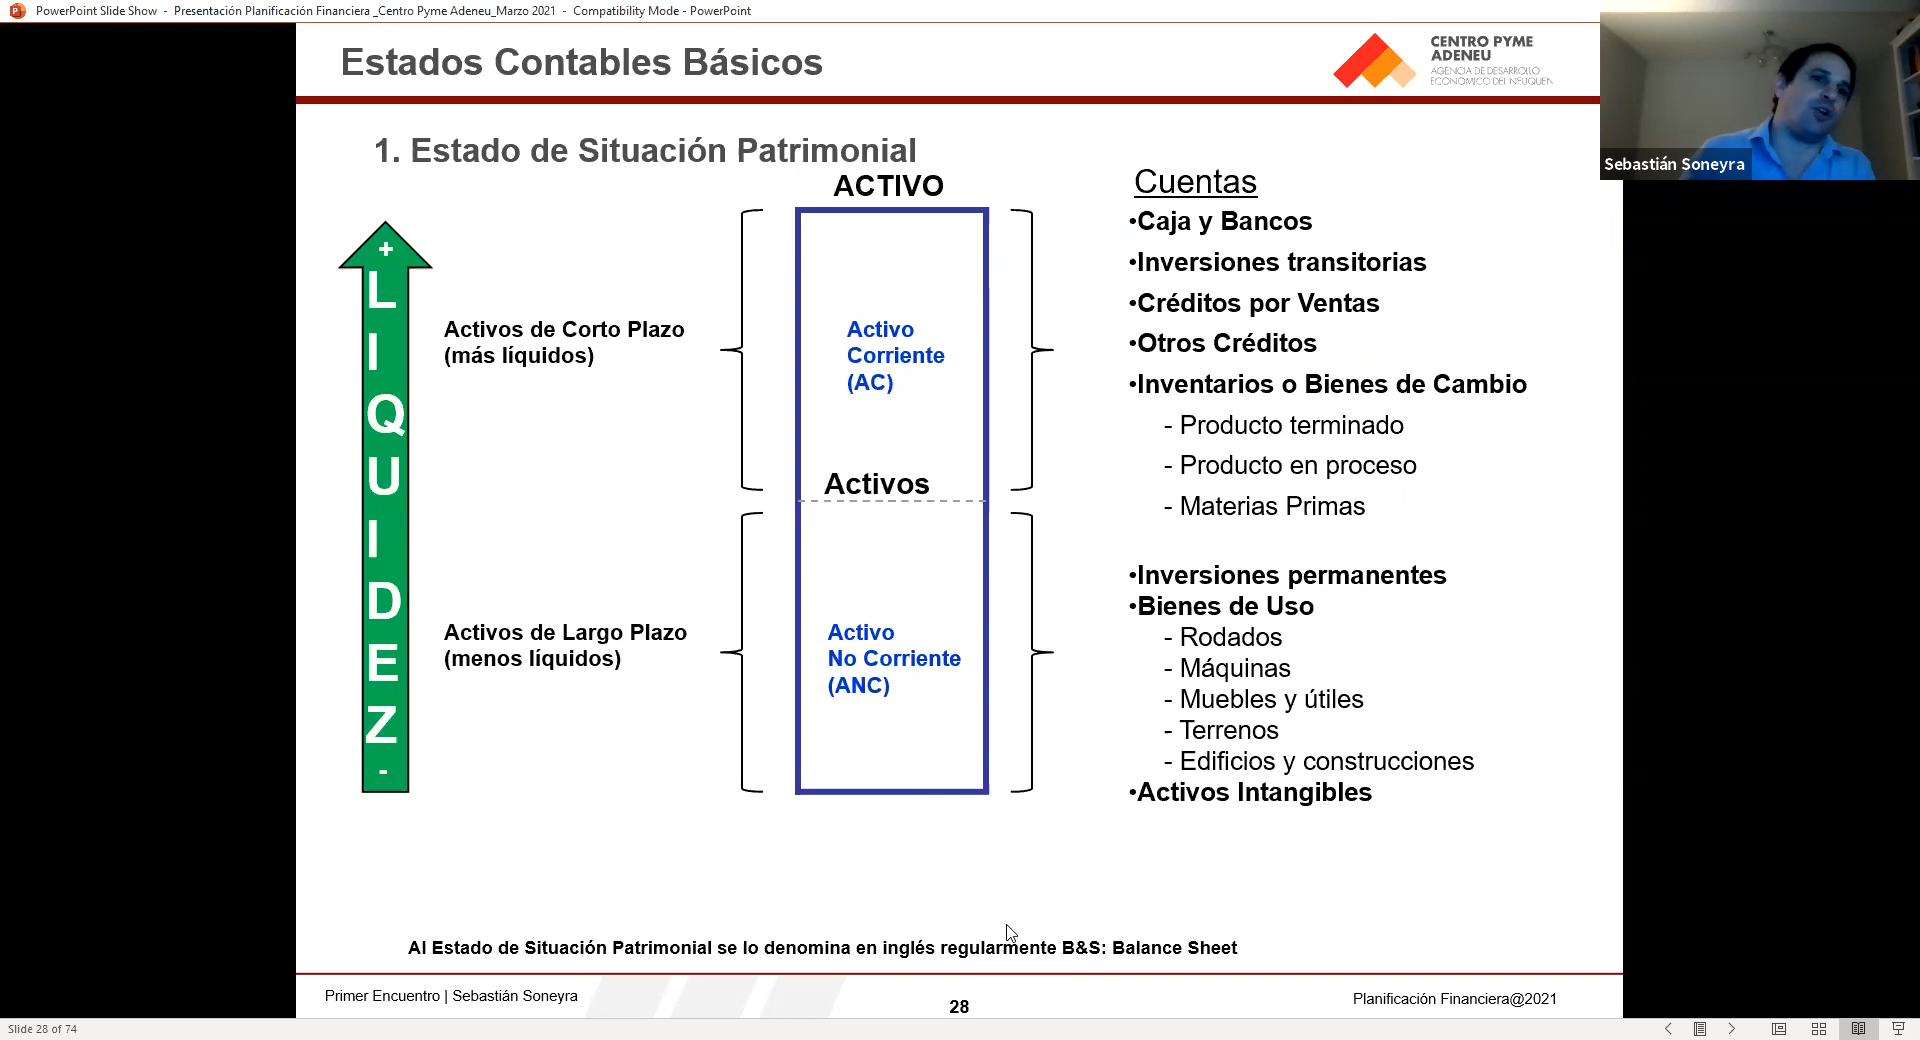 PowerPoint Slide Show - Presentación Planificación Financiera _Centro Pyme Adeneu_Marzo 2021 - Compatibility Mode - PowerPoint
Estados Contables Básicos
CENTRO PYME
ADENEU
AGENCIA DE DESARROLLO
ECONOMICO DEL NEUQUEN
Sebastián Soneyra
1. Estado de Situación Patrimonial
ACTIVO
Cuentas
+
LIQUIDEZ
-
Activos de Corto Plazo
(más líquidos)
Activo
Corriente
(AC)
Activos
Activos de Largo Plazo
(menos líquidos)
Activo
No Corriente
(ANC)
•Caja y Bancos
•Inversiones transitorias
•Créditos por Ventas
•Otros Créditos
•Inventarios o Bienes de Cambio
- Producto terminado
- Producto en proceso
- Materias Primas
•Inversiones permanentes
•Bienes de Uso
- Rodados
- Máquinas
- Muebles y útiles
- Terrenos
- Edificios y construcciones
•Activos Intangibles
Al Estado de Situación Patrimonial se lo denomina en inglés regularmente B&S: Balance Sheet
Primer Encuentro | Sebastián Soneyra
28
Planificación Financiera@2021
Slide 28 of 74